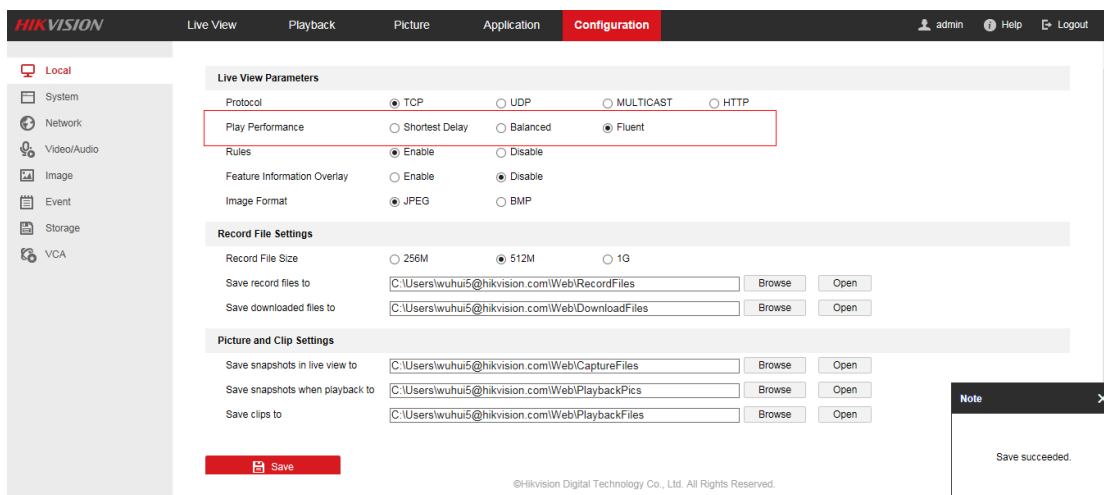 HIKVISION Live View Playback Picture Application Configuration admin Help Logout
Local
System
Network
Video/Audio
Image
Event
Storage
VCA
Live View Parameters
Protocol TCP UDP MULTICAST HTTP
Play Performance Shortest Delay Balanced Fluent
Rules Enable Disable
Feature Information Overlay Enable Disable
Image Format JPEG BMP
Record File Settings
Record File Size 256M 512M 1G
Save record files to C:\Users\wuhui5@hikvision.com\Web\RecordFiles Browse Open
Save downloaded files to C:\Users\wuhui5@hikvision.com\Web\DownloadFiles Browse Open
Picture and Clip Settings
Save snapshots in live view to C:\Users\wuhui5@hikvision.com\Web\CaptureFiles Browse Open
Save snapshots when playback to C:\Users\wuhui5@hikvision.com\Web\PlaybackPics Browse Open
Save clips to C:\Users\wuhui5@hikvision.com\Web\PlaybackFiles Browse Open
Save
Note
Save succeeded.
©Hikvision Digital Technology Co., Ltd. All Rights Reserved.